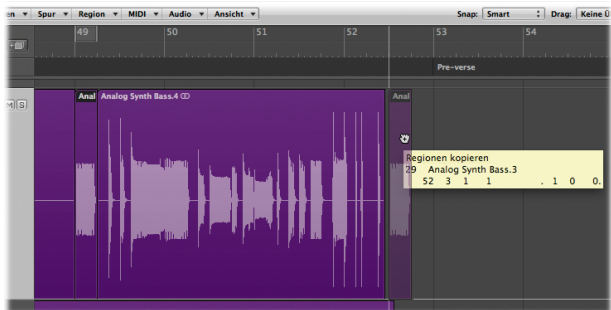 en ▾ Spur ▾ Region ▾ MIDI ▾ Audio ▾ Ansicht ▾ Snap: Smart Drag: Keine Ü
49 50 51 52 53 54
Pre-verse
M S
Anal Analog Synth Bass.4 Anal
Regionen kopieren
29 Analog Synth Bass.3
52 3 1 1 . 1 0 0.